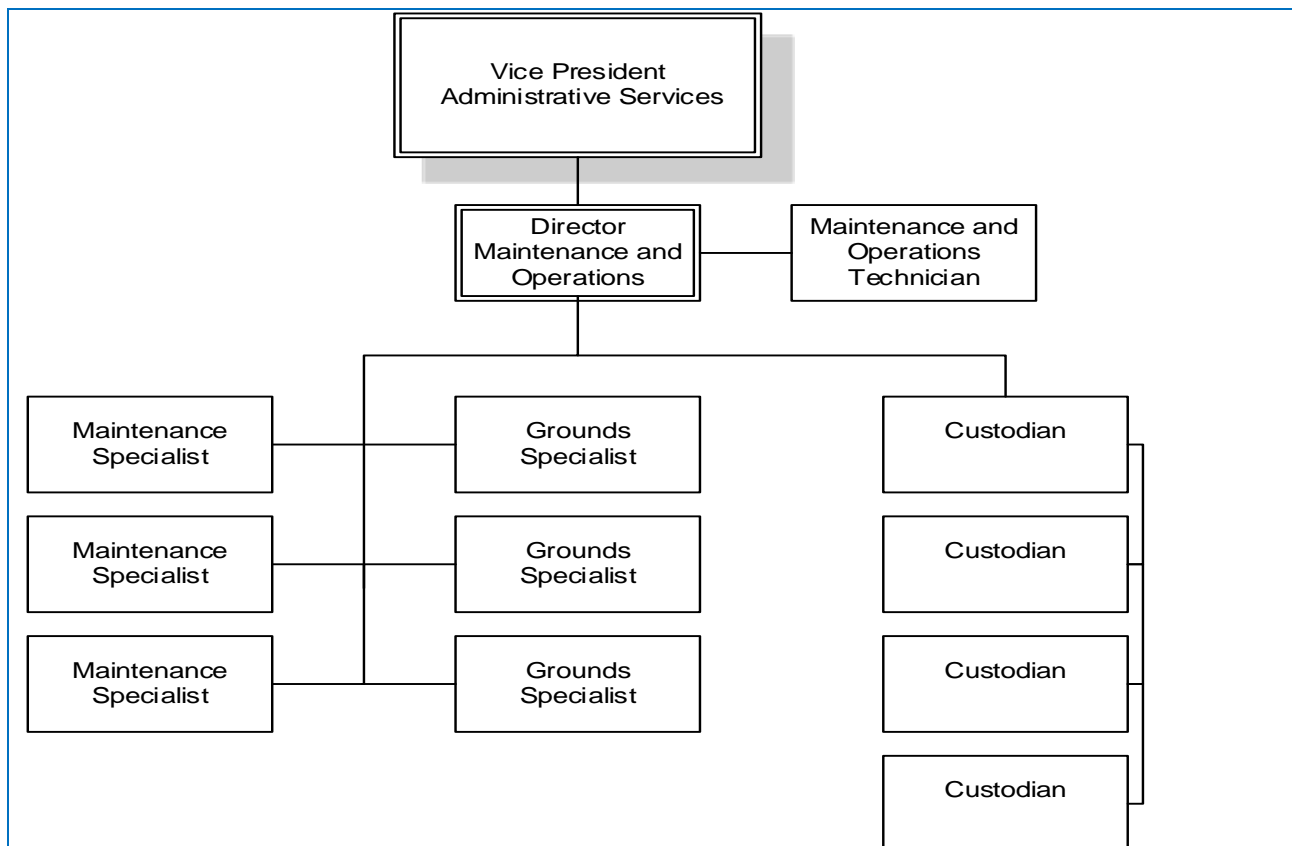 Vice President
Administrative Services
Director
Maintenance and
Operations
Maintenance and
Operations
Technician
Maintenance
Specialist
Grounds
Specialist
Custodian
Maintenance
Specialist
Grounds
Specialist
Custodian
Maintenance
Specialist
Grounds
Specialist
Custodian
Custodian